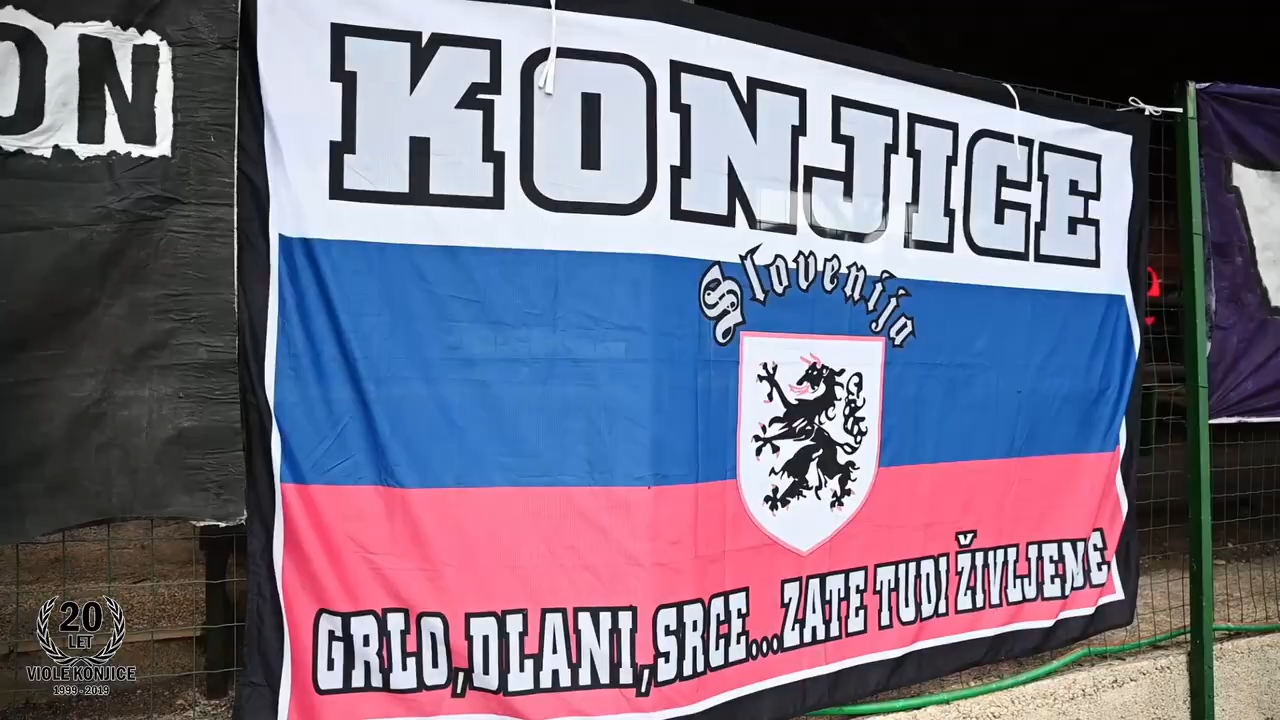 ON
KONJICE
Slovenija
GRLO,DLANI,SRCE...ZATE TUDI ŽIVLJENJE
20
LET
VIOLE KONJICE
1999 - 2019